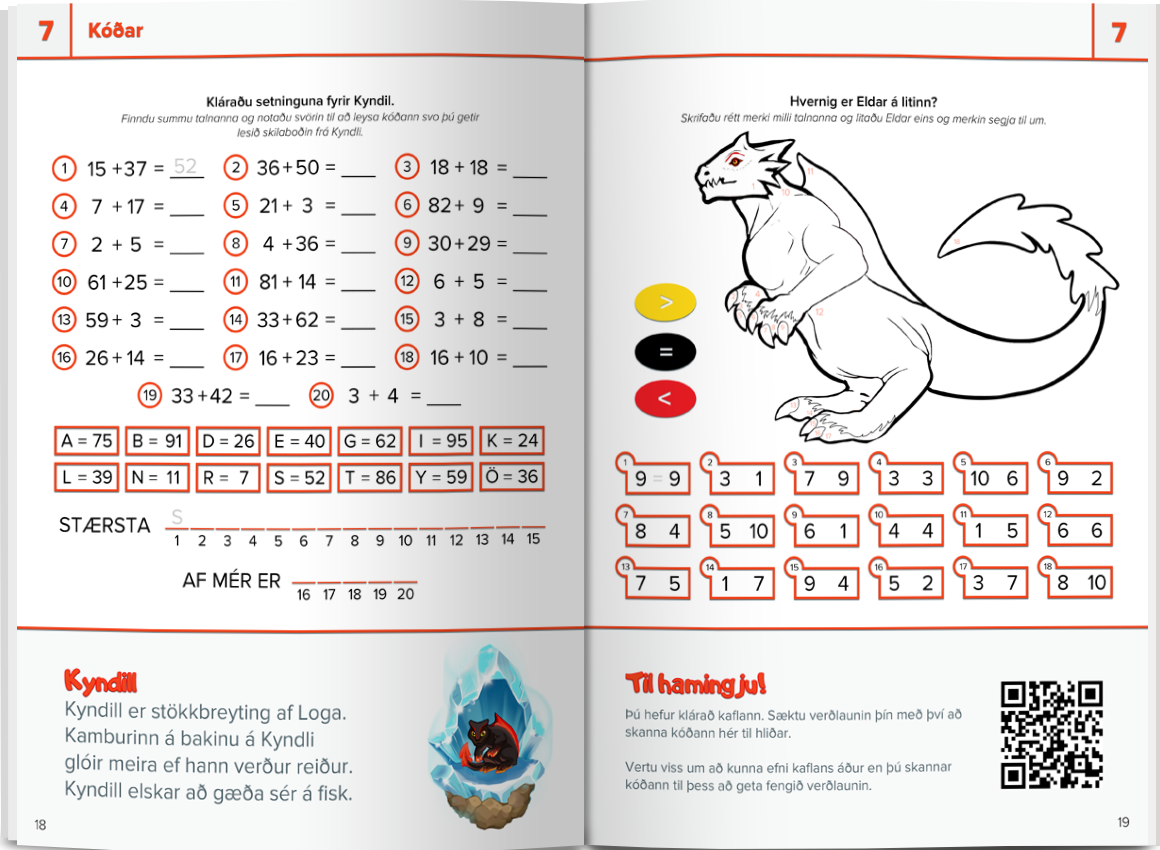 7 Kóðar
Kláraðu setninguna fyrir Kyndil.
Finndu summu talnanna og notaðu svörin til að leysa kóðann svo þú getir
lesið skilaboðin frá Kyndli.
1 15 + 37 = 52 2 36 + 50 = ___ 3 18 + 18 = ___
4 7 + 17 = ___ 5 21 + 3 = ___ 6 82 + 9 = ___
7 2 + 5 = ___ 8 4 + 36 = ___ 9 30 + 29 = ___
10 61 + 25 = ___ 11 81 + 14 = ___ 12 6 + 5 = ___
13 59 + 3 = ___ 14 33 + 62 = ___ 15 3 + 8 = ___
16 26 + 14 = ___ 17 16 + 23 = ___ 18 16 + 10 = ___
19 33 + 42 = ___ 20 3 + 4 = ___
A = 75 B = 91 D = 26 E = 40 G = 62 I = 95 K = 24
L = 39 N = 11 R = 7 S = 52 T = 86 Y = 59 Ö = 36
STÆRSTA S
1 2 3 4 5 6 7 8 9 10 11 12 13 14 15
AF MÉR ER
16 17 18 19 20
Kyndill
Kyndill er stökkbreyting af Loga.
Kamburinn á bakinu á Kyndli
glóir meira ef hann verður reiður.
Kyndill elskar að gæða sér á fisk.
18
7
Hvernig er Eldar á litinn?
Skrifaðu rétt merki milli talnanna og litaðu Eldar eins og merkin segja til um.
>
=
<
1 9 = 9 2 3 1 3 7 9 4 3 3 5 10 6 6 9 2
7 8 4 8 5 10 9 6 1 10 4 4 11 1 5 12 6 6
13 7 5 14 1 7 15 9 4 16 5 2 17 3 7 18 8 10
Til hamingju!
Þú hefur klárað kaflann. Sæktu verðlaunin þín með því að
skanna kóðann hér til hliðar.
Vertu viss um að kunna efni kaflans áður en þú skannar
kóðann til þess að geta fengið verðlaunin.
19